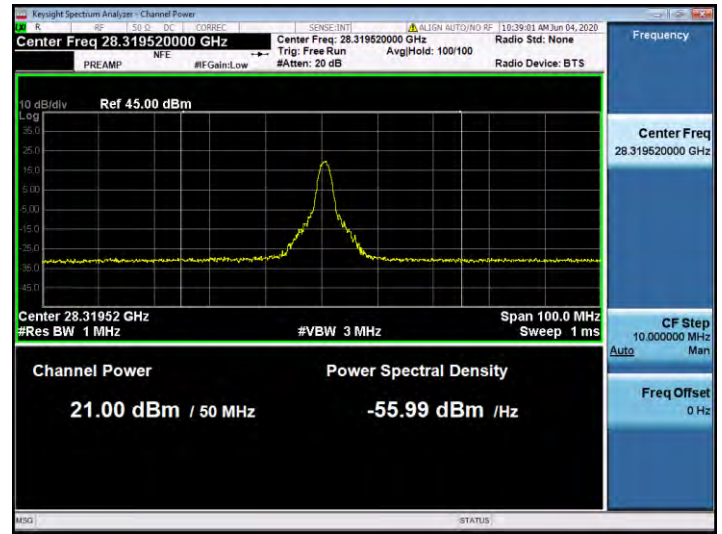 Keysight Spectrum Analyzer - Channel Power
LXI R RF 50 Ω DC CORREC SENSE:INT ALIGN AUTO/NO RF 10:39:01 AM Jun 04, 2020
Center Freq 28.319520000 GHz
NFE
PREAMP #IFGain:Low
Center Freq: 28.319520000 GHz
Trig: Free Run Avg|Hold: 100/100
#Atten: 20 dB
Radio Std: None
Radio Device: BTS
Frequency
10 dB/div Ref 45.00 dBm
Log
35.0
25.0
15.0
5.00
-5.00
-15.0
-25.0
-35.0
-45.0
Center Freq
28.319520000 GHz
Center 28.31952 GHz Span 100.0 MHz
#Res BW 1 MHz #VBW 3 MHz Sweep 1 ms
CF Step
10.000000 MHz
Auto Man
Freq Offset
0 Hz
Channel Power Power Spectral Density
21.00 dBm / 50 MHz -55.99 dBm /Hz
MSG STATUS